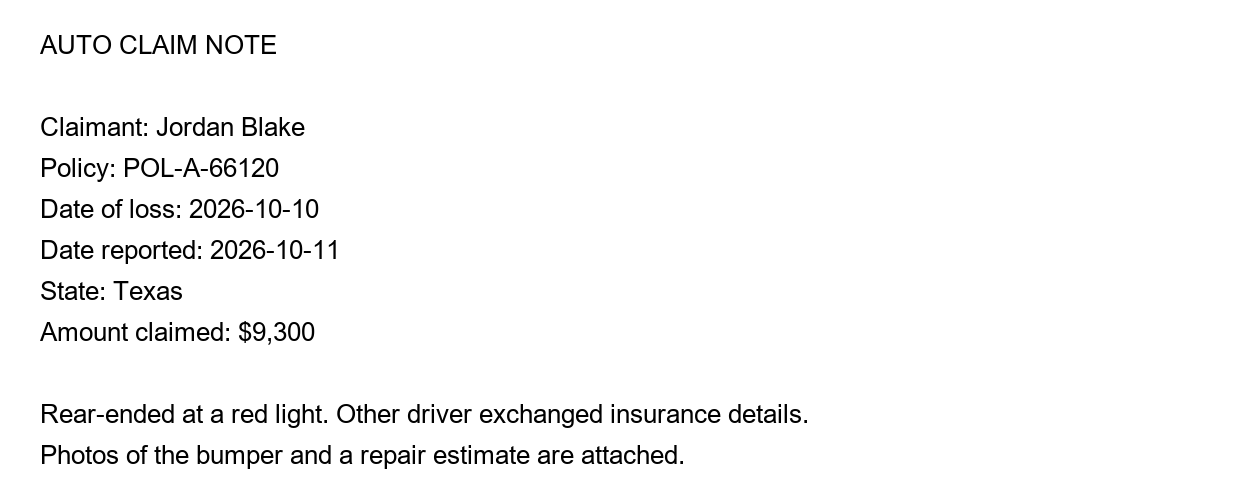 AUTO CLAIM NOTE
Claimant: Jordan Blake
Policy: POL-A-66120
Date of loss: 2026-10-10
Date reported: 2026-10-11
State: Texas
Amount claimed: $9,300
Rear-ended at a red light. Other driver exchanged insurance details.
Photos of the bumper and a repair estimate are attached.